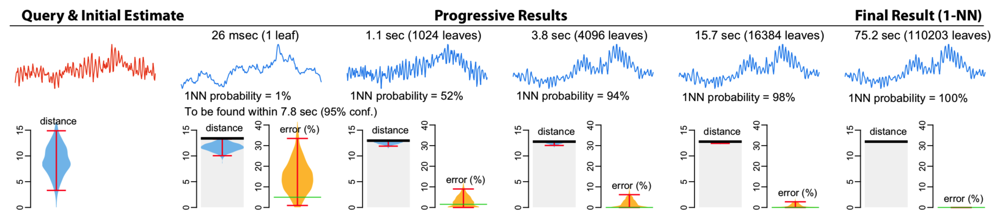 Query & Initial Estimate
Progressive Results
Final Result (1-NN)
26 msec (1 leaf)
1.1 sec (1024 leaves)
3.8 sec (4096 leaves)
15.7 sec (16384 leaves)
75.2 sec (110203 leaves)
1NN probability = 1%
1NN probability = 52%
1NN probability = 94%
1NN probability = 98%
1NN probability = 100%
To be found within 7.8 sec (95% conf.)
distance
0 5 10 15
distance
0 5 10 15
error (%)
0 10 20 30 40
distance
0 5 10 15
error (%)
0 10 20 30 40
distance
0 5 10 15
error (%)
0 10 20 30 40
distance
0 5 10 15
error (%)
0 10 20 30 40
distance
0 5 10 15
error (%)
0 10 20 30 40